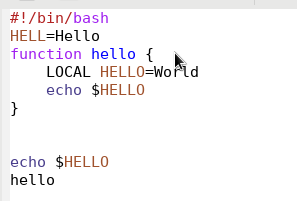 #!/bin/bash
HELL=Hello
function hello {
    LOCAL HELLO=World
    echo $HELLO
}
echo $HELLO
hello